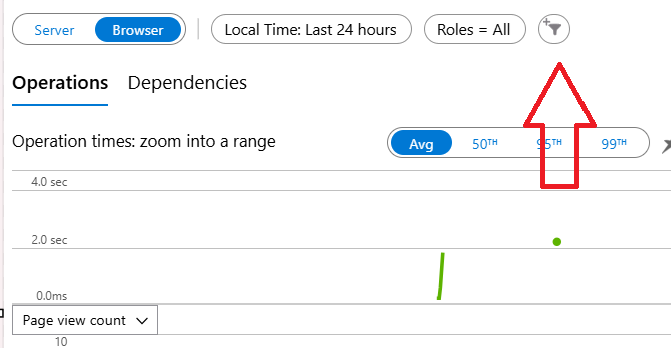 Server Browser Local Time: Last 24 hours Roles = All
Operations Dependencies
Operation times: zoom into a range Avg 50TH 95TH 99TH
4.0 sec
2.0 sec
0.0ms
Page view count
10